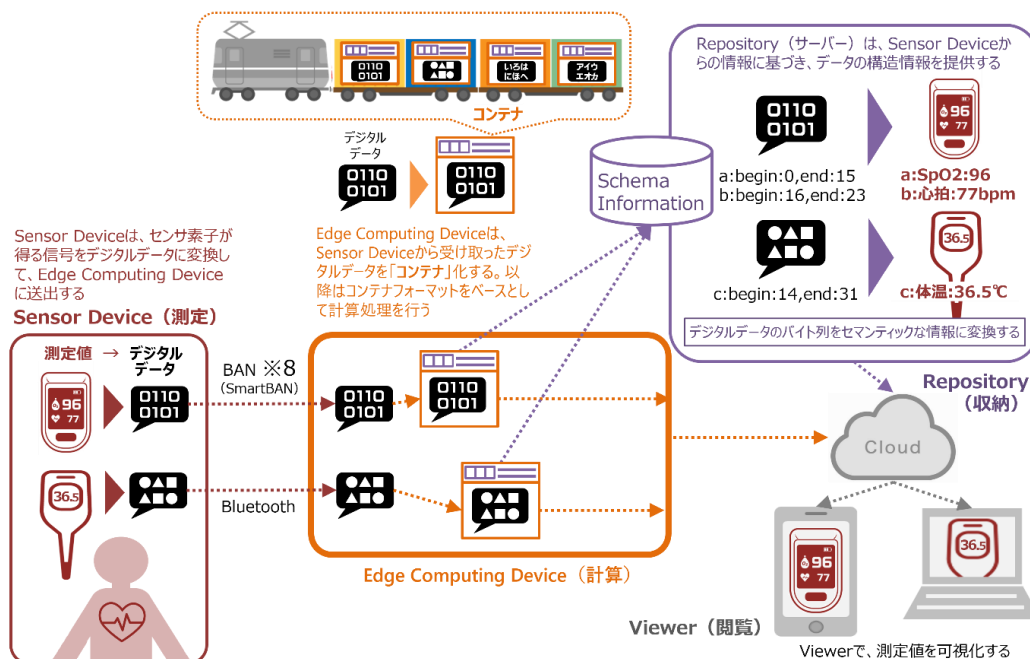 0110
0101
いろは
にほへ
アイウ
エオカ
コンテナ
デジタル
データ
0110
0101
0110
0101
Edge Computing Deviceは、
Sensor Deviceから受け取ったデジ
タルデータを「コンテナ」化する。以
降はコンテナフォーマットをベースとし
て計算処理を行う
Schema
Information
Repository（サーバー）は、Sensor Deviceか
らの情報に基づき、データの構造情報を提供する
0110
0101
96
77
a:begin:0,end:15
b:begin:16,end:23
a:SpO2:96
b:心拍:77bpm
36.5
c:begin:14,end:31
c:体温:36.5℃
デジタルデータのバイト列をセマンティックな情報に変換する
Repository
（収納）
Sensor Deviceは、センサ素子が
得る信号をデジタルデータに変換し
て、Edge Computing Device
に送出する
Sensor Device（測定）
測定値 → デジタル
データ
96
77
0110
0101
36.5
BAN ※8
（SmartBAN）
Bluetooth
0110
0101
0110
0101
Edge Computing Device（計算）
Cloud
96
77
36.5
Viewer（閲覧）
Viewerで、測定値を可視化する